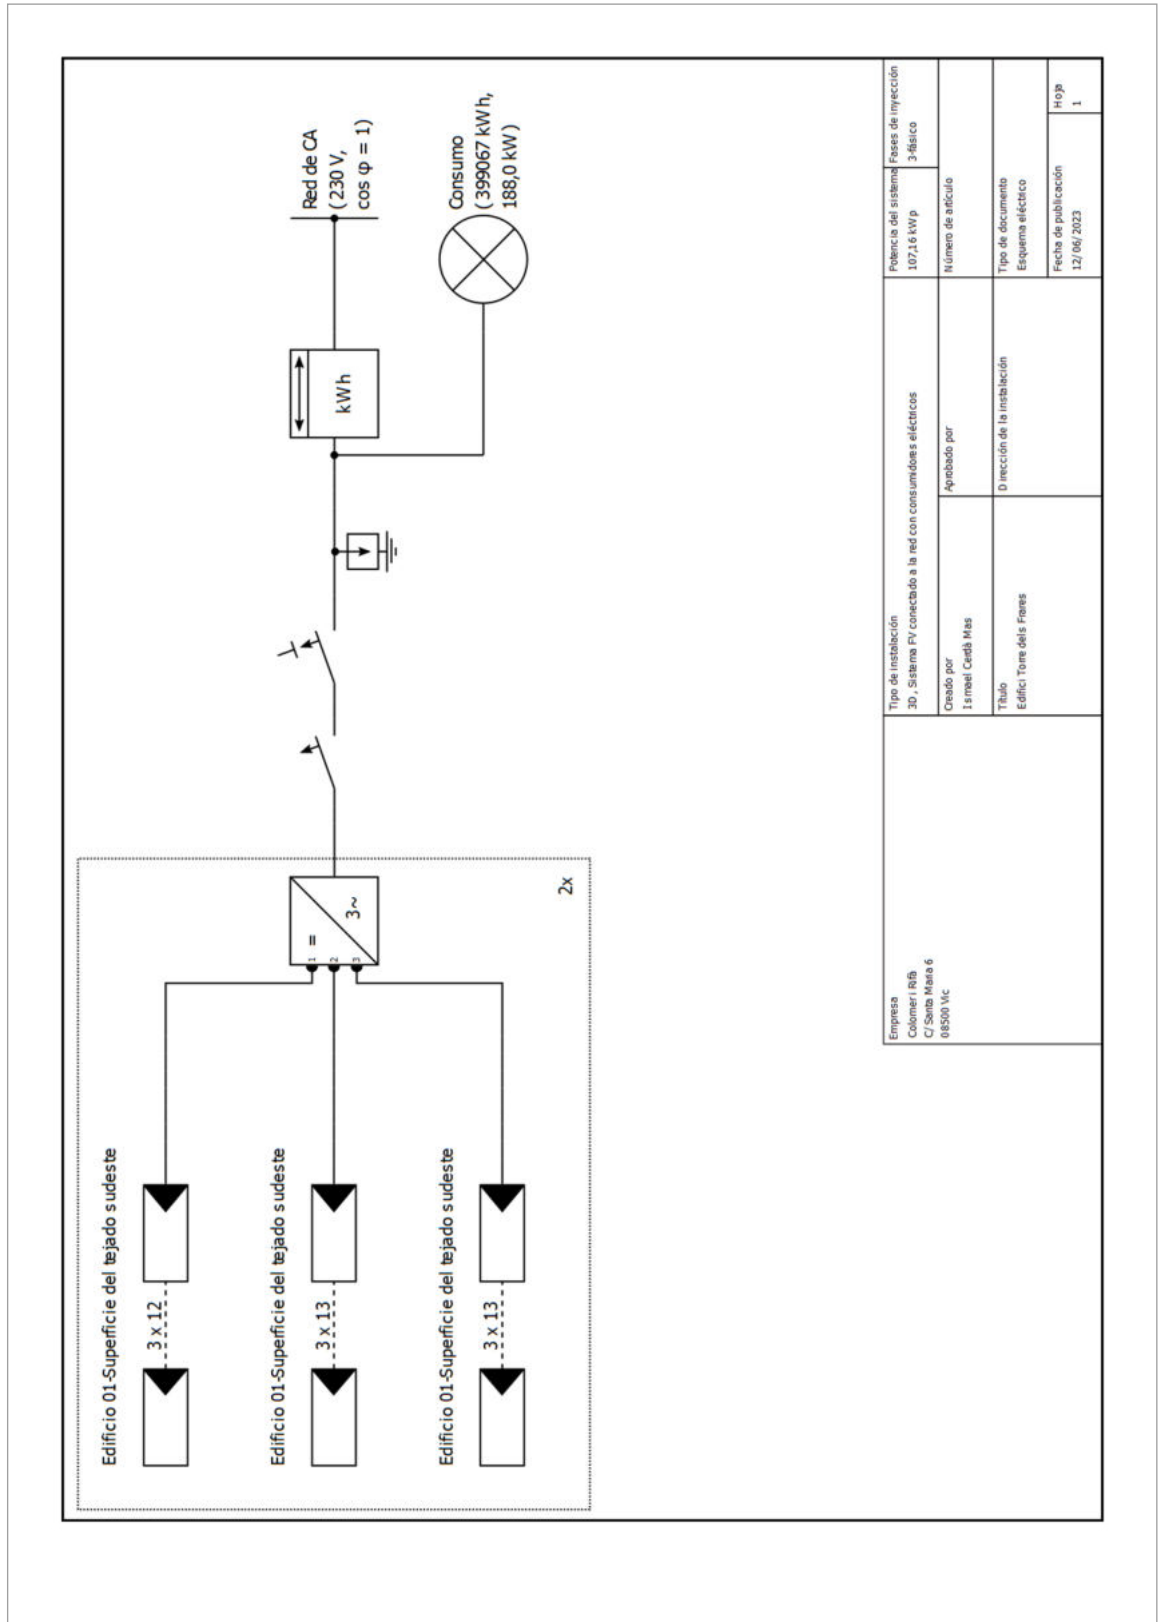 Edificio 01-Superficie del tejado sudeste
3 x 12
Edificio 01-Superficie del tejado sudeste
3 x 13
Edificio 01-Superficie del tejado sudeste
3 x 13
1
2
3
=
3~
2x
kWh
Red de CA
(230 V,
cos φ = 1)
Consumo
(399067 kWh,
188,0 kW)
Empresa
Colomer i Rifà
C/ Santa Maria 6
08500 Vic
Tipo de instalación
3D, Sistema FV conectado a la red con consumidores eléctricos
Potencia del sistema
107,16 kWp
Fases de inyección
3-fásico
Creado por
Ismael Cerdà Mas
Aprobado por
Número de artículo
Título
Edifici Torre dels Frares
Dirección de la instalación
Tipo de documento
Esquema eléctrico
Fecha de publicación
12/06/2023
Hoja
1